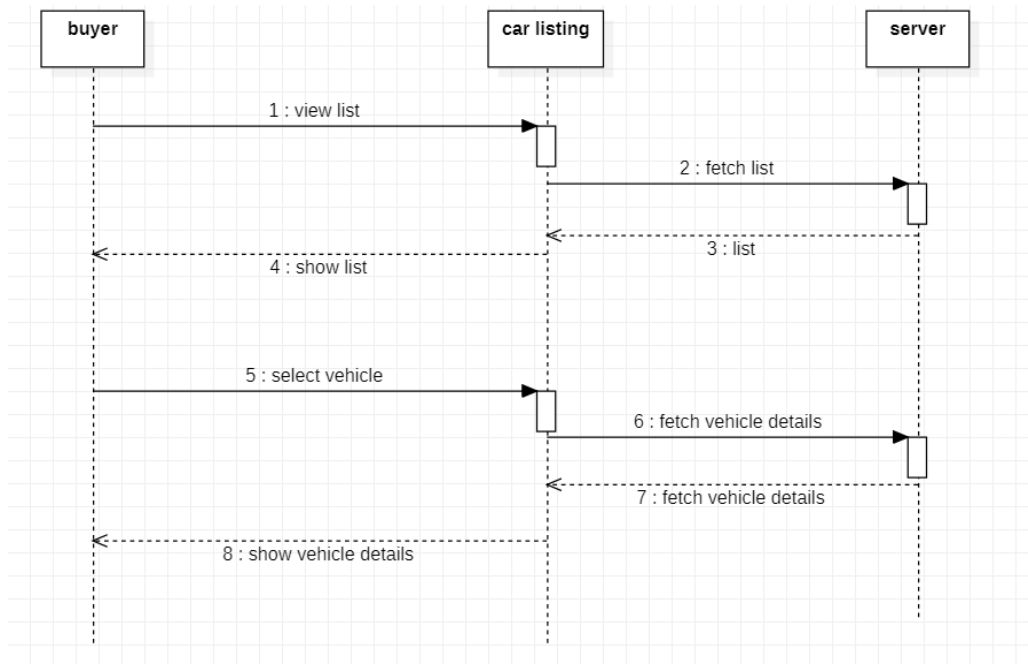 buyer
car listing
server
1 : view list
2 : fetch list
3 : list
4 : show list
5 : select vehicle
6 : fetch vehicle details
7 : fetch vehicle details
8 : show vehicle details